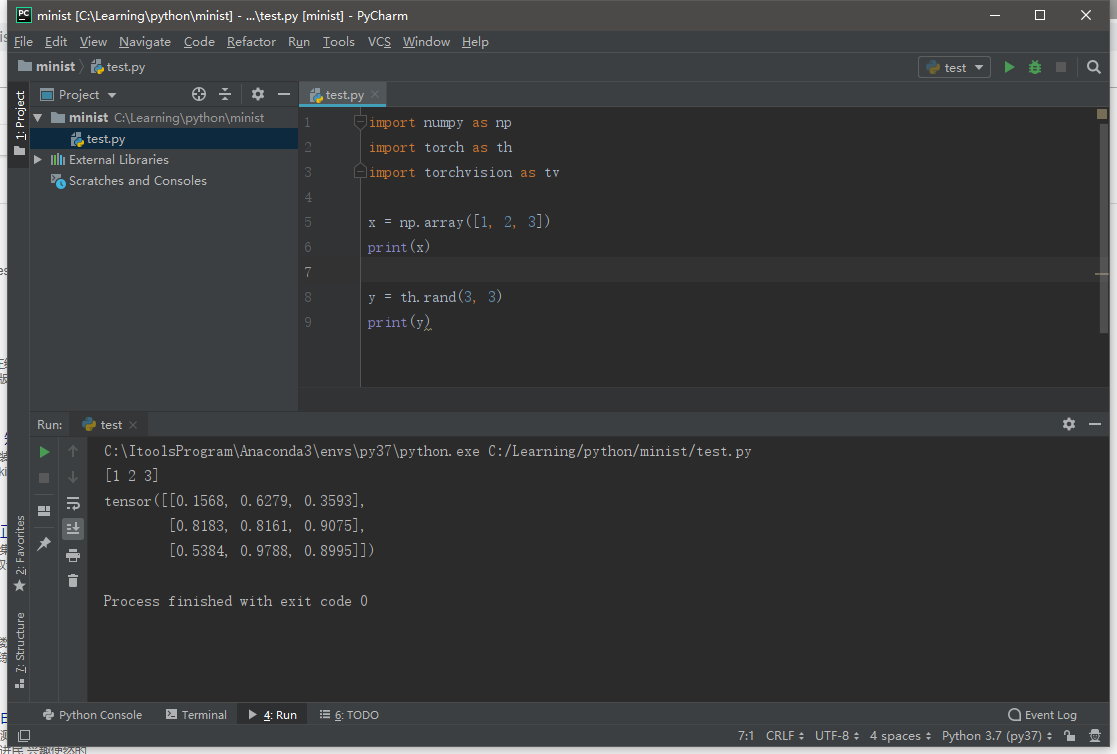 minist [C:\Learning\python\minist] - ...\test.py [minist] - PyCharm
File Edit View Navigate Code Refactor Run Tools VCS Window Help
minist test.py
test
1: Project
Project
test.py
minist C:\Learning\python\minist
test.py
External Libraries
Scratches and Consoles
1 import numpy as np
2 import torch as th
3 import torchvision as tv
4
5 x = np.array([1, 2, 3])
6 print(x)
7
8 y = th.rand(3, 3)
9 print(y)
Run: test
C:\ItoolsProgram\Anaconda3\envs\py37\python.exe C:/Learning/python/minist/test.py
[1 2 3]
tensor([[0.1568, 0.6279, 0.3593],
[0.8183, 0.8161, 0.9075],
[0.5384, 0.9788, 0.8995]])
Process finished with exit code 0
2: Favorites
7: Structure
Python Console Terminal 4: Run 6: TODO Event Log
7:1 CRLF UTF-8 4 spaces Python 3.7 (py37)